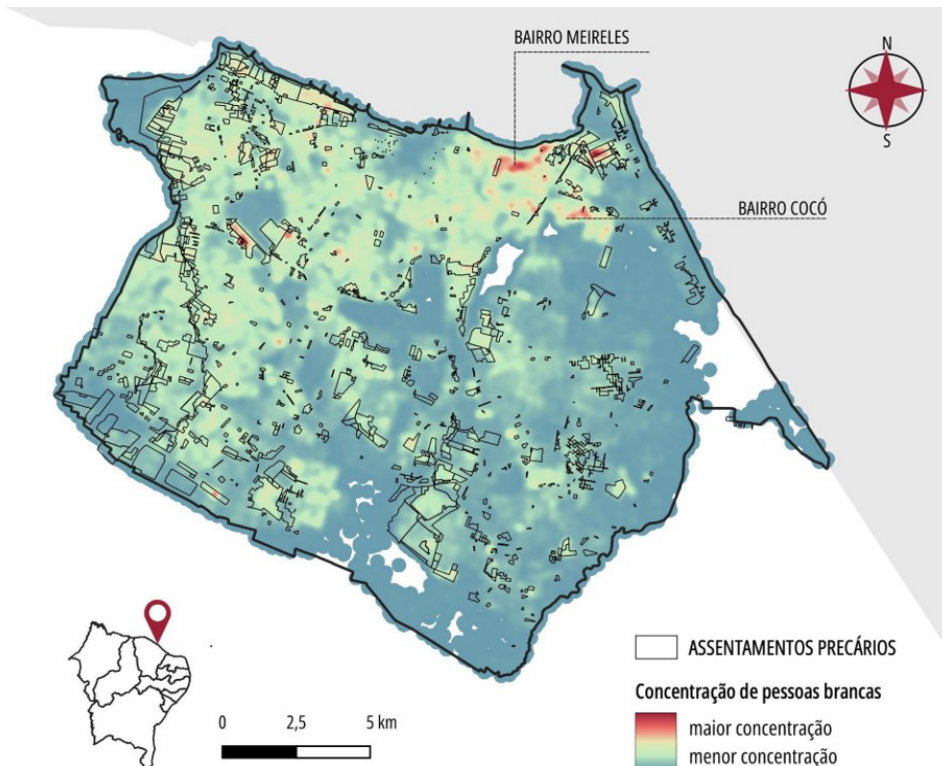 BAIRRO MEIRELES
N
S
BAIRRO COCÓ
ASSENTAMENTOS PRECÁRIOS
Concentração de pessoas brancas
maior concentração
menor concentração
0 2,5 5 km